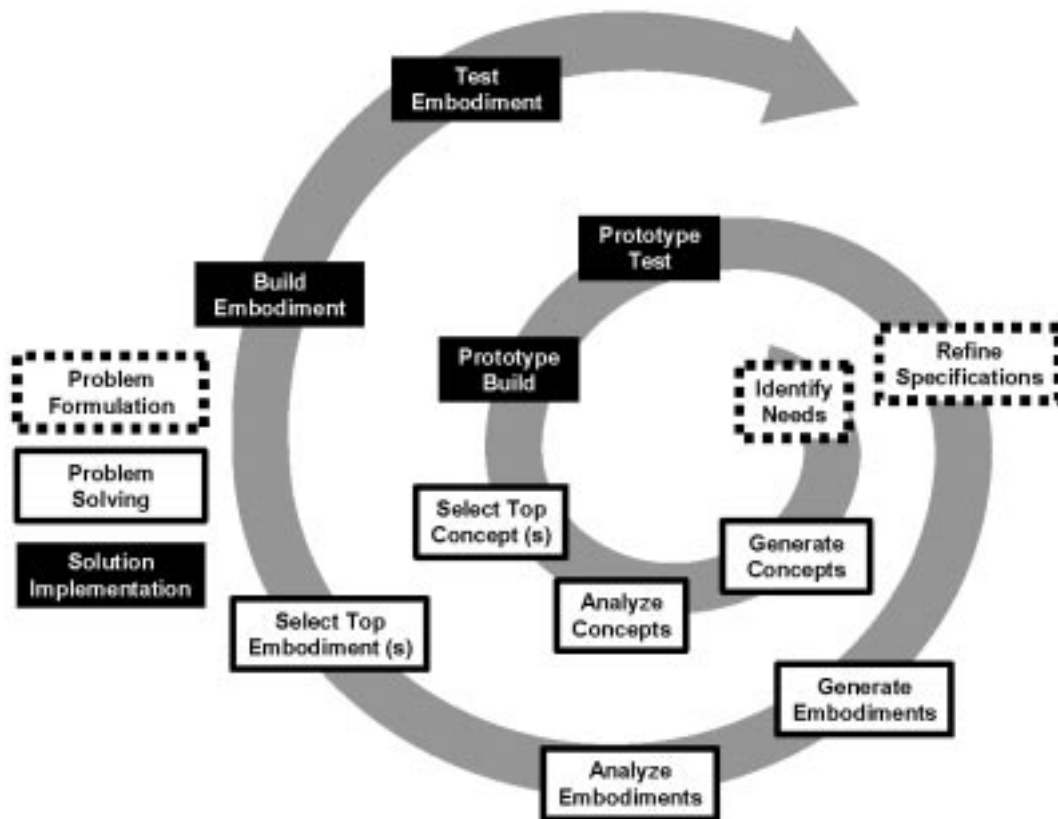 Test
Embodiment
Prototype
Test
Build
Embodiment
Refine
Specifications
Prototype
Build
Identify
Needs
Problem
Formulation
Problem
Solving
Select Top
Concept (s)
Generate
Concepts
Solution
Implementation
Analyze
Concepts
Select Top
Embodiment (s)
Generate
Embodiments
Analyze
Embodiments